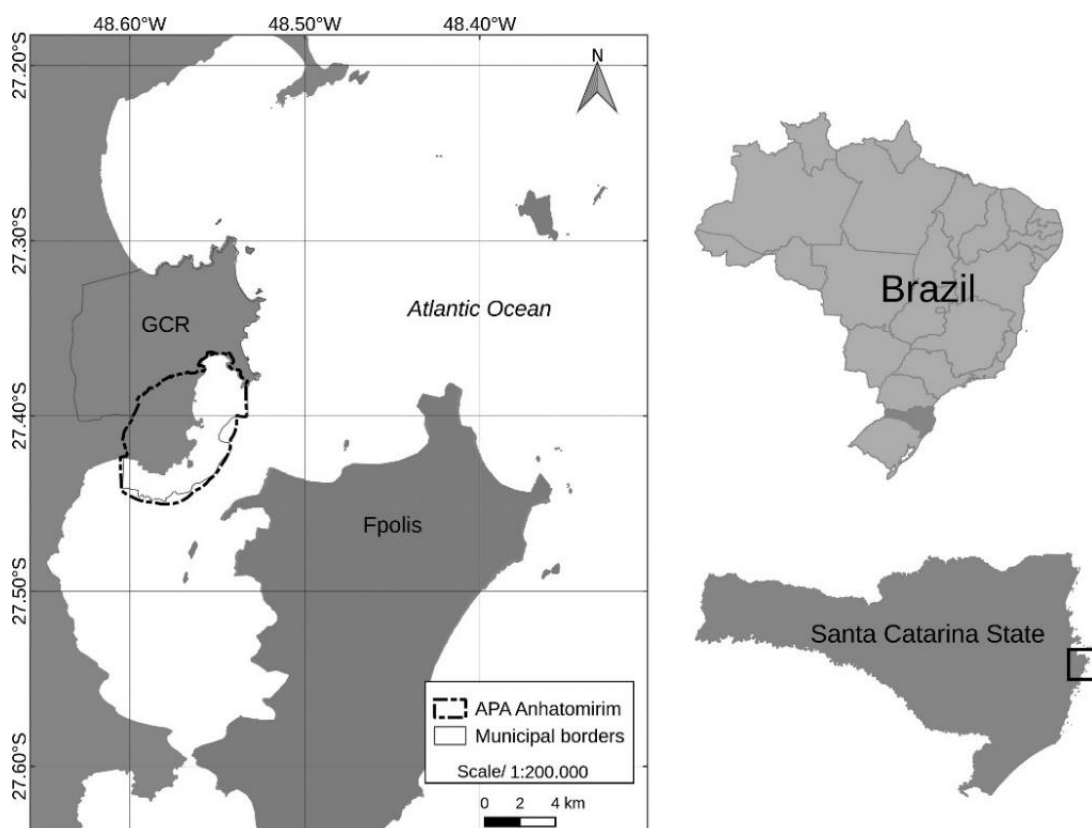 48.60°W
48.50°W
48.40°W
27.20°S
27.30°S
27.40°S
27.50°S
27.60°S
N
GCR
Atlantic Ocean
Fpolis
APA Anhatomirim
Municipal borders
Scale/ 1:200.000
0 2 4 km
Brazil
Santa Catarina State